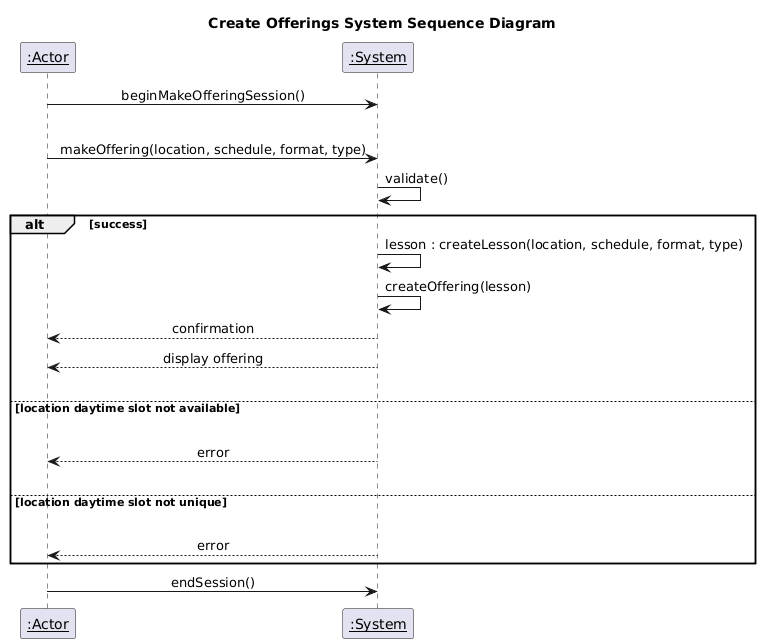 Create Offerings System Sequence Diagram
:Actor
:System
beginMakeOfferingSession()
makeOffering(location, schedule, format, type)
validate()
alt
[success]
lesson : createLesson(location, schedule, format, type)
createOffering(lesson)
confirmation
display offering
[location daytime slot not available]
error
[location daytime slot not unique]
error
endSession()
:Actor
:System